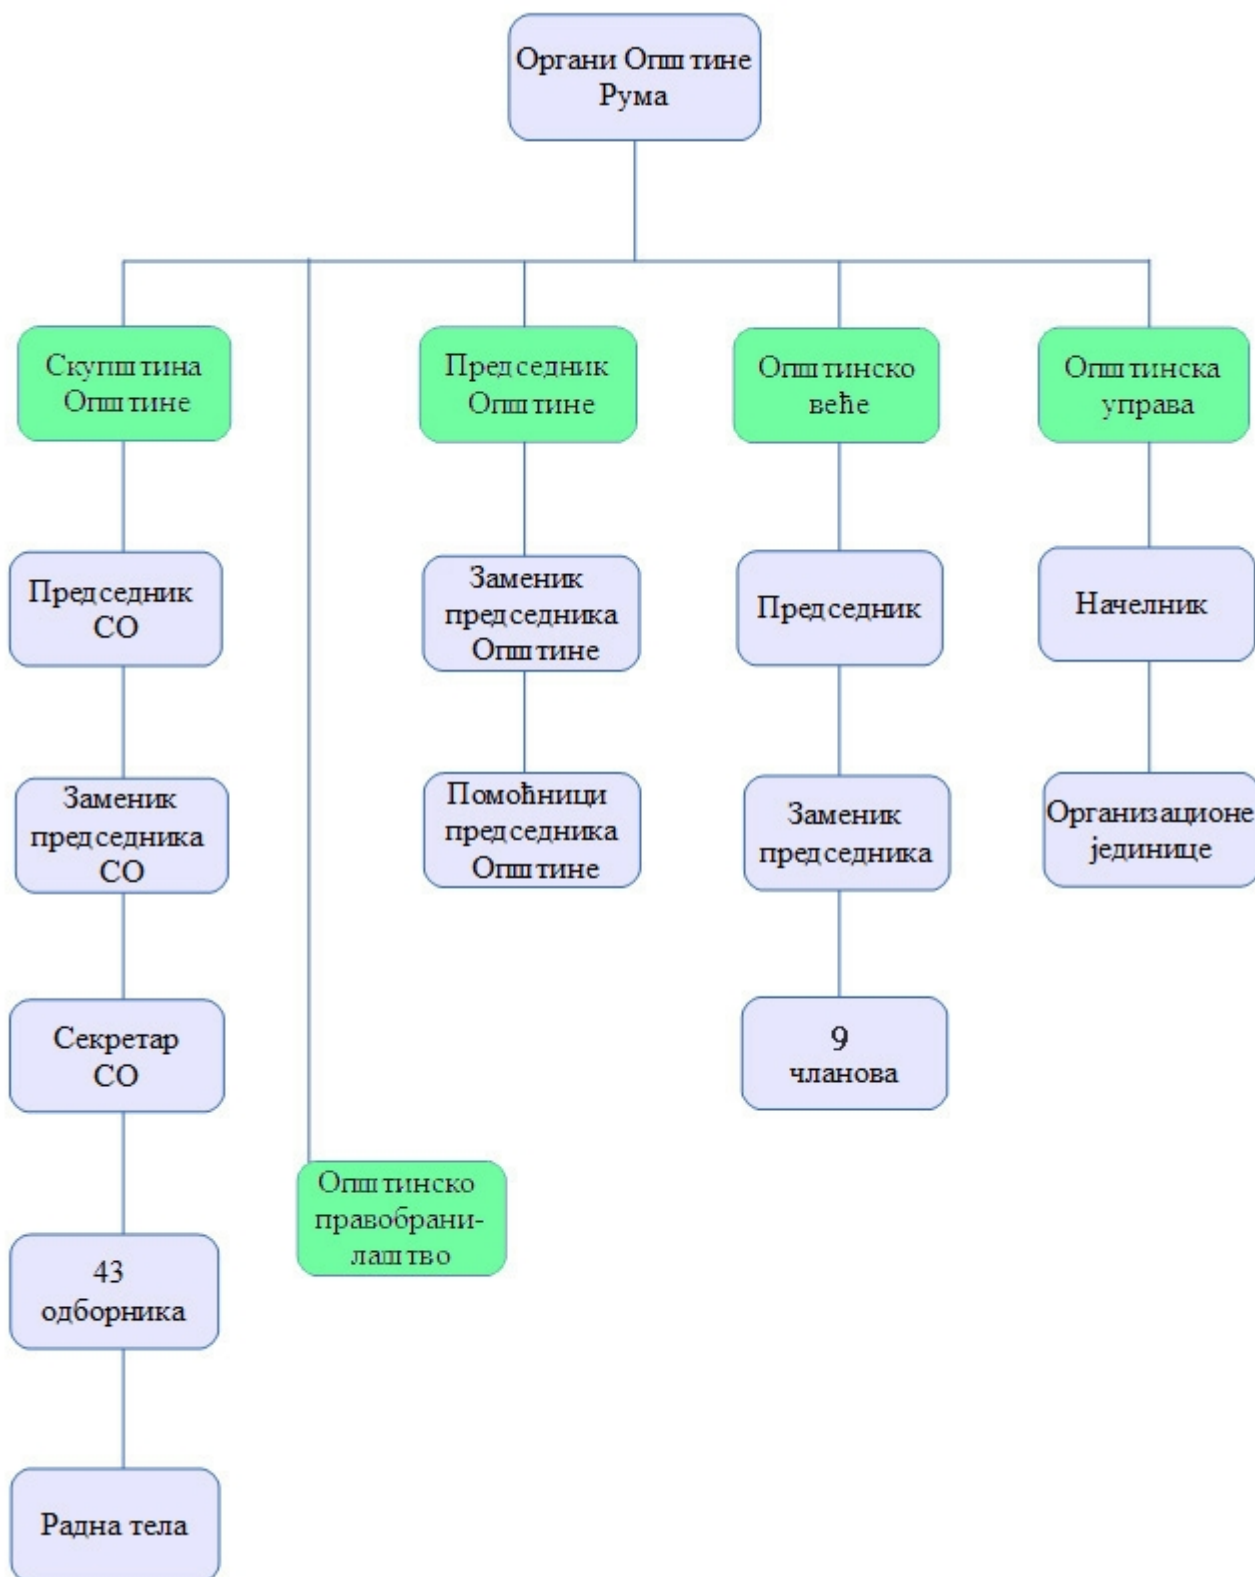 Органи Општине
Рума
Скупштина
Општине
Председник
Општине
Општинско
веће
Општинска
управа
Председник
СО
Заменик
председника
Општине
Председник
Начелник
Заменик
председника
СО
Помоћници
председника
Општине
Заменик
председника
Организационе
јединице
Секретар
СО
9
чланова
Општинско
правобрани-
лаштво
43
одборника
Радна тела